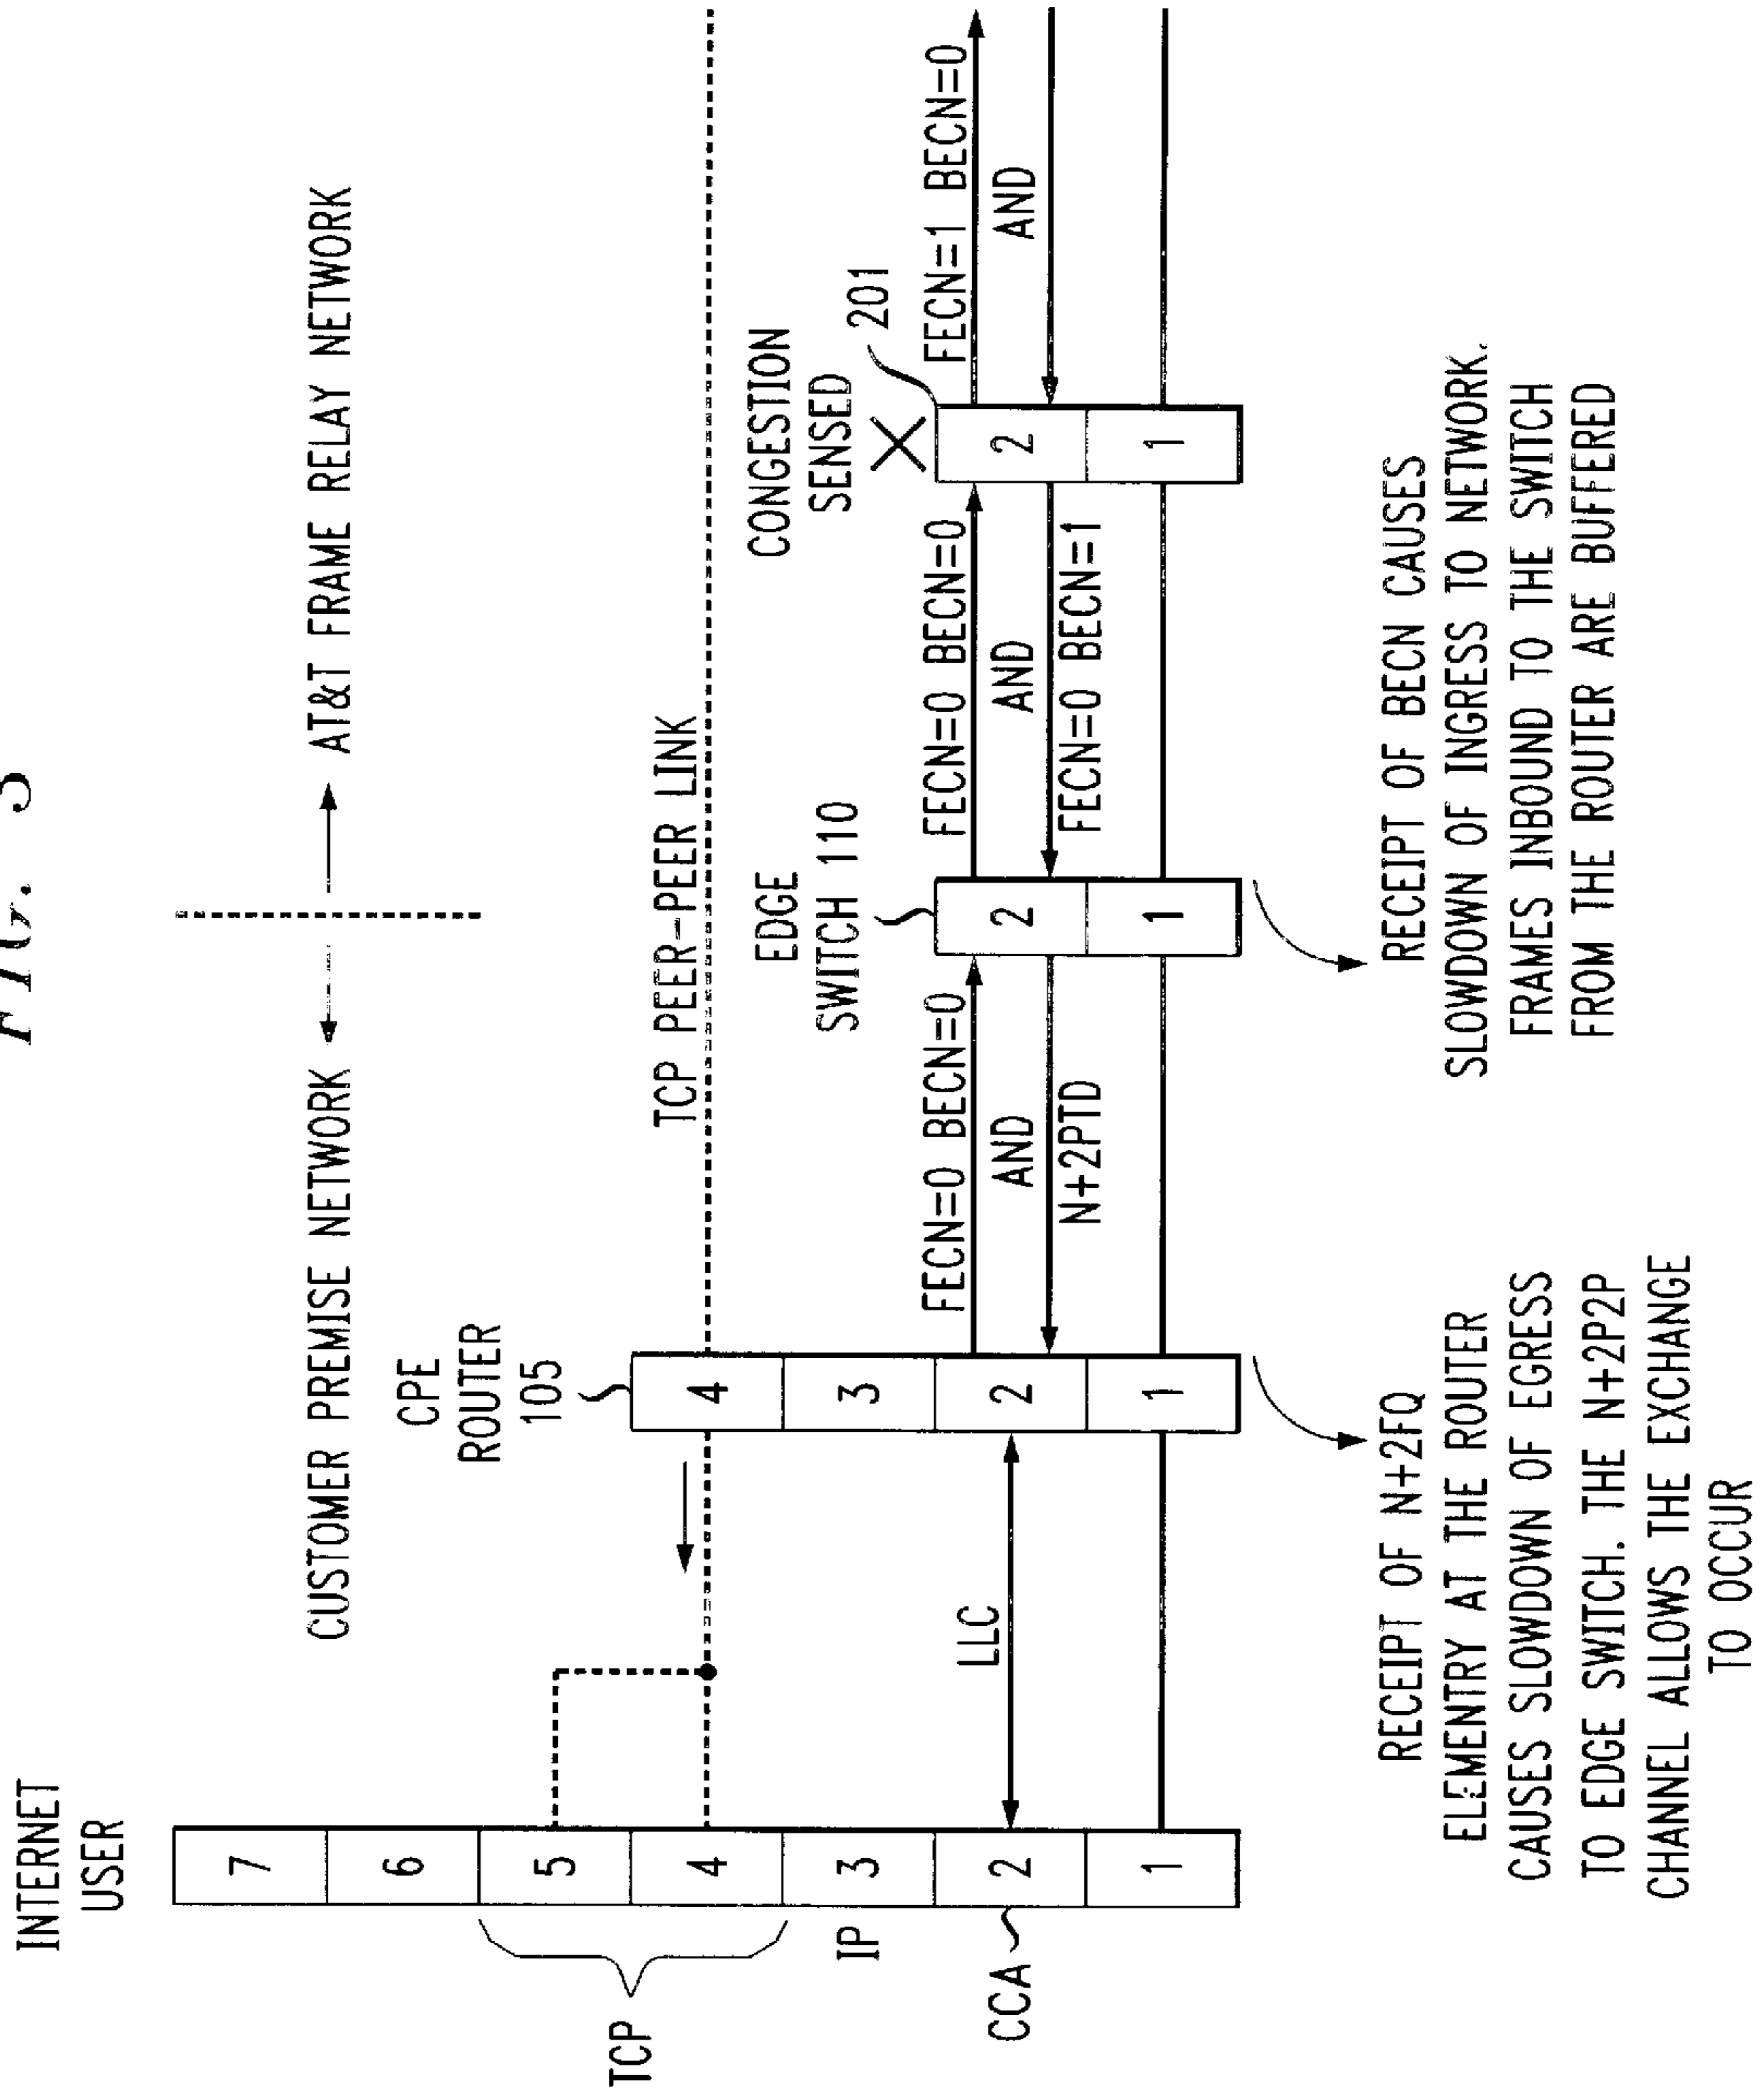 FIG. 3
CUSTOMER PREMISE NETWORK
AT&T FRAME RELAY NETWORK
INTERNET
USER
7
6
5
4
3
2
1
TCP
IP
CCA
LLC
CPE
ROUTER
105
4
3
2
1
TCP PEER-PEER LINK
FECN=0 BECN=0
AND
N+2PTD
EDGE
SWITCH 110
2
1
FECN=0 BECN=0
AND
FECN=0 BECN=1
CONGESTION
SENSED
201
2
1
FECN=1 BECN=0
AND
RECEIPT OF N+2FQ
ELEMENTRY AT THE ROUTER
CAUSES SLOWDOWN OF EGRESS
TO EDGE SWITCH. THE N+2P2P
CHANNEL ALLOWS THE EXCHANGE
TO OCCUR
RECEIPT OF BECN CAUSES
SLOWDOWN OF INGRESS TO NETWORK.
FRAMES INBOUND TO THE SWITCH
FROM THE ROUTER ARE BUFFERED